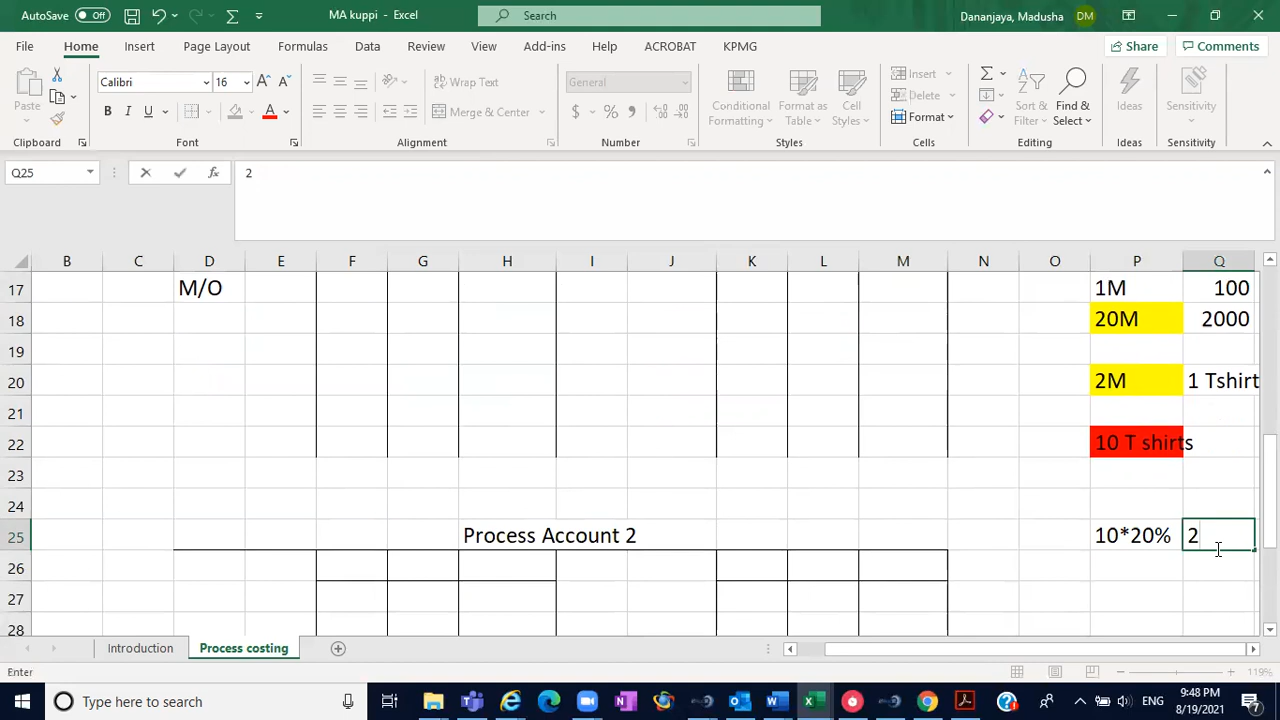 AutoSave Off MA kuppi - Excel Search Dananjaya, Madusha DM
File Home Insert Page Layout Formulas Data Review View Add-ins Help ACROBAT KPMG Share Comments
Paste Calibri 16 Wrap Text General Conditional Formatting Format as Table Cell Styles Insert Sort & Filter Find & Select Ideas Sensitivity
B I U A Merge & Center $ % Delete Format
Clipboard Font Alignment Number Styles Cells Editing Ideas Sensitivity
Q25 fx 2
B C D E F G H I J K L M N O P Q
17 M/O 1M 100
18 20M 2000
19
20 2M 1 Tshirt
21
22 10 T shirts
23
24
25 Process Account 2 10*20% 2
26
27
28
Introduction Process costing
Enter 119%
Type here to search ENG 9:48 PM
8/19/2021 7